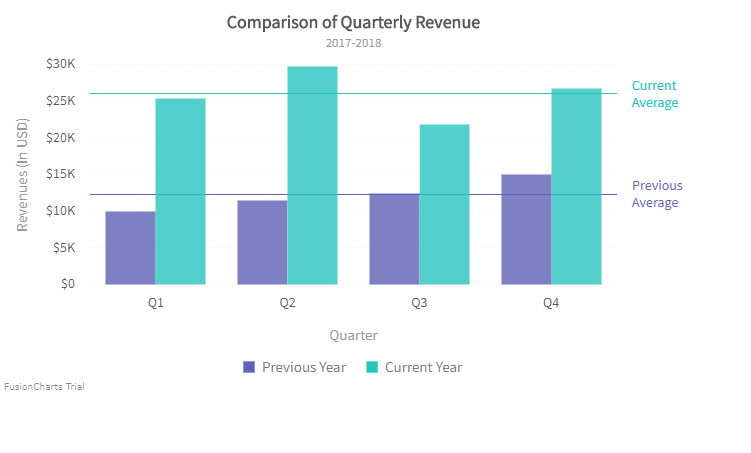 Comparison of Quarterly Revenue
2017-2018
Revenues (In USD)
$30K
$25K
$20K
$15K
$10K
$5K
$0
Current
Average
Previous
Average
Q1 Q2 Q3 Q4
Quarter
Previous Year Current Year
FusionCharts Trial